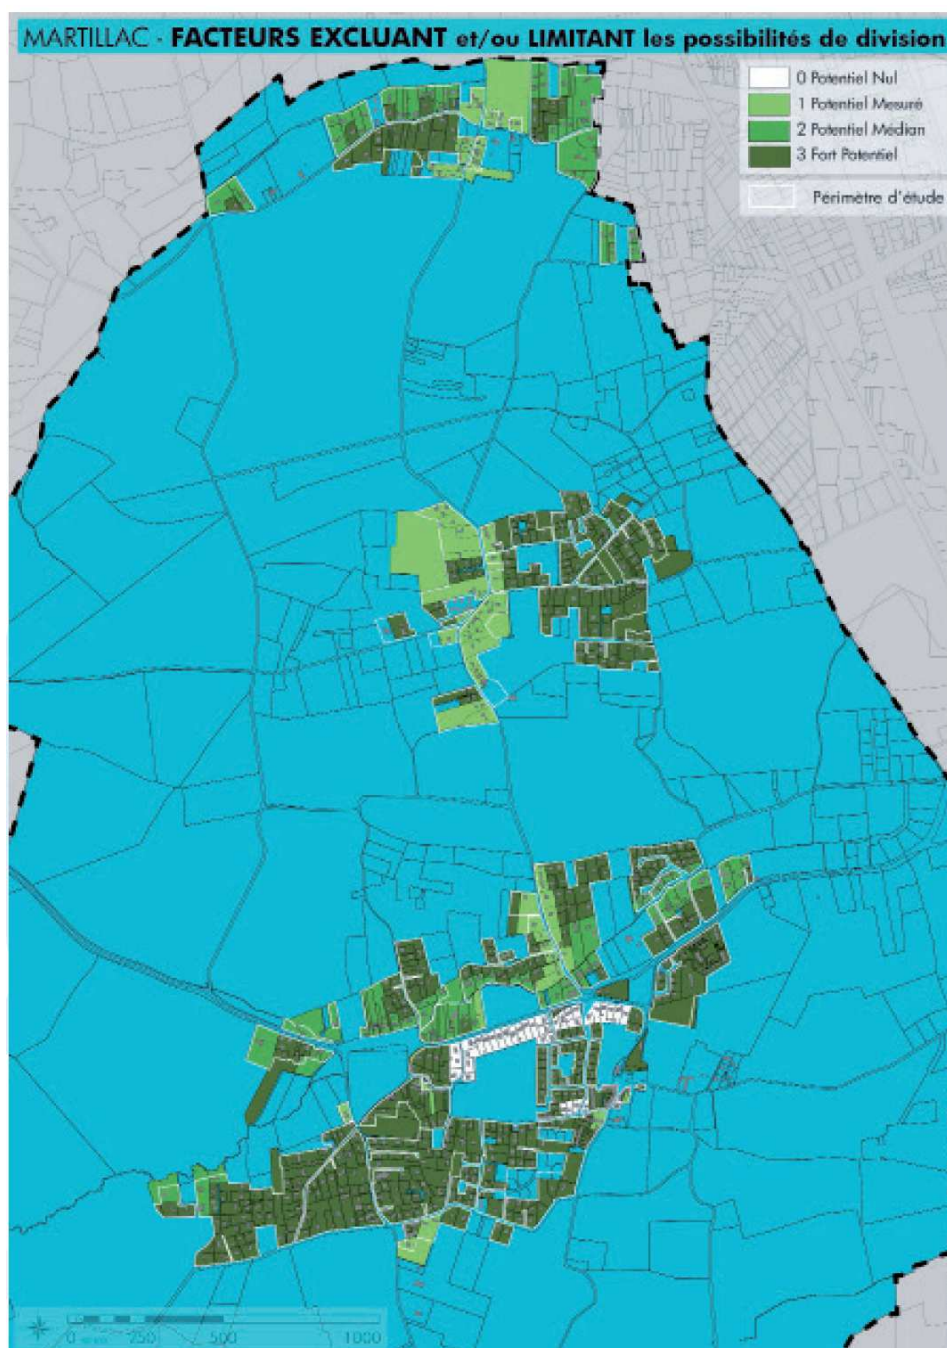 MARTILLAC - FACTEURS EXCLUANT et/ou LIMITANT les possibilités de division
0 Potentiel Nul
1 Potentiel Mesuré
2 Potentiel Médian
3 Fort Potentiel
Périmètre d'étude
0 250 500 1000